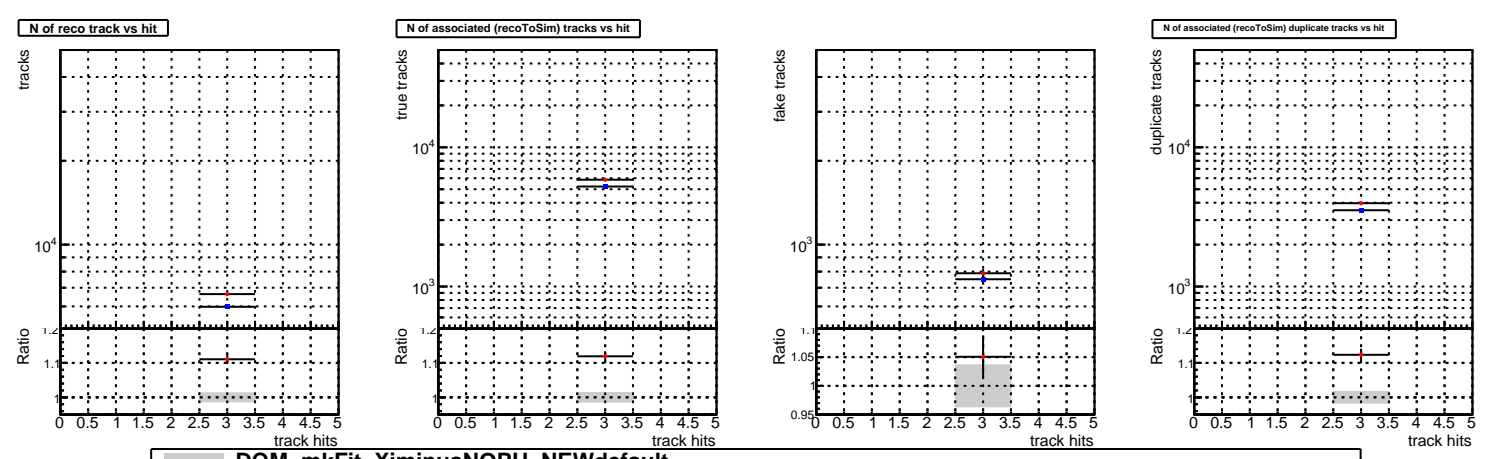 N of reco track vs hit
tracks
10^4
Ratio
1.2
1.1
1
0 0.5 1 1.5 2 2.5 3 3.5 4 4.5 5
track hits
N of associated (recoToSim) tracks vs hit
true tracks
10^4
10^3
Ratio
1.2
1.1
1
0 0.5 1 1.5 2 2.5 3 3.5 4 4.5 5
track hits
fake tracks
10^3
Ratio
1.1
1.05
1
0.95
0 0.5 1 1.5 2 2.5 3 3.5 4 4.5 5
track hits
N of associated (recoToSim) duplicate tracks vs hit
duplicate tracks
10^4
10^3
Ratio
1.2
1.1
1
0 0.5 1 1.5 2 2.5 3 3.5 4 4.5 5
track hits